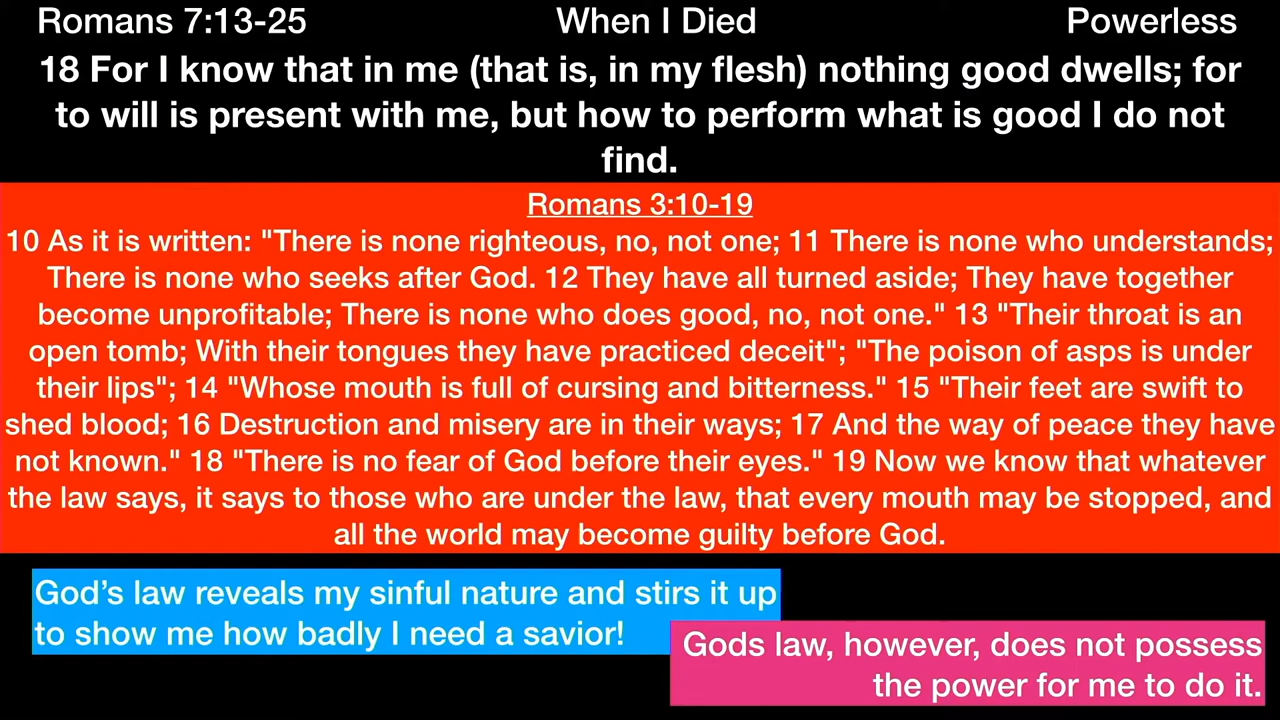 Romans 7:13-25 When I Died Powerless
18 For I know that in me (that is, in my flesh) nothing good dwells; for
to will is present with me, but how to perform what is good I do not
find.
Romans 3:10-19
10 As it is written: "There is none righteous, no, not one; 11 There is none who understands;
There is none who seeks after God. 12 They have all turned aside; They have together
become unprofitable; There is none who does good, no, not one." 13 "Their throat is an
open tomb; With their tongues they have practiced deceit"; "The poison of asps is under
their lips"; 14 "Whose mouth is full of cursing and bitterness." 15 "Their feet are swift to
shed blood; 16 Destruction and misery are in their ways; 17 And the way of peace they have
not known." 18 "There is no fear of God before their eyes." 19 Now we know that whatever
the law says, it says to those who are under the law, that every mouth may be stopped, and
all the world may become guilty before God.
God’s law reveals my sinful nature and stirs it up
to show me how badly I need a savior!
Gods law, however, does not possess
the power for me to do it.